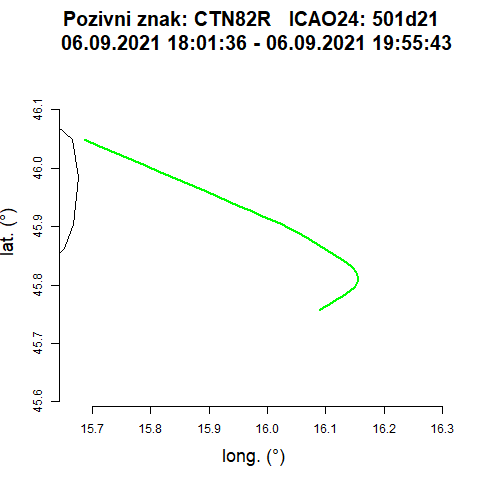 Pozivni znak: CTN82R   ICAO24: 501d21
06.09.2021 18:01:36 - 06.09.2021 19:55:43
46.1
46.0
45.9
45.8
45.7
45.6
lat. (°)
15.7 15.8 15.9 16.0 16.1 16.2 16.3
long. (°)